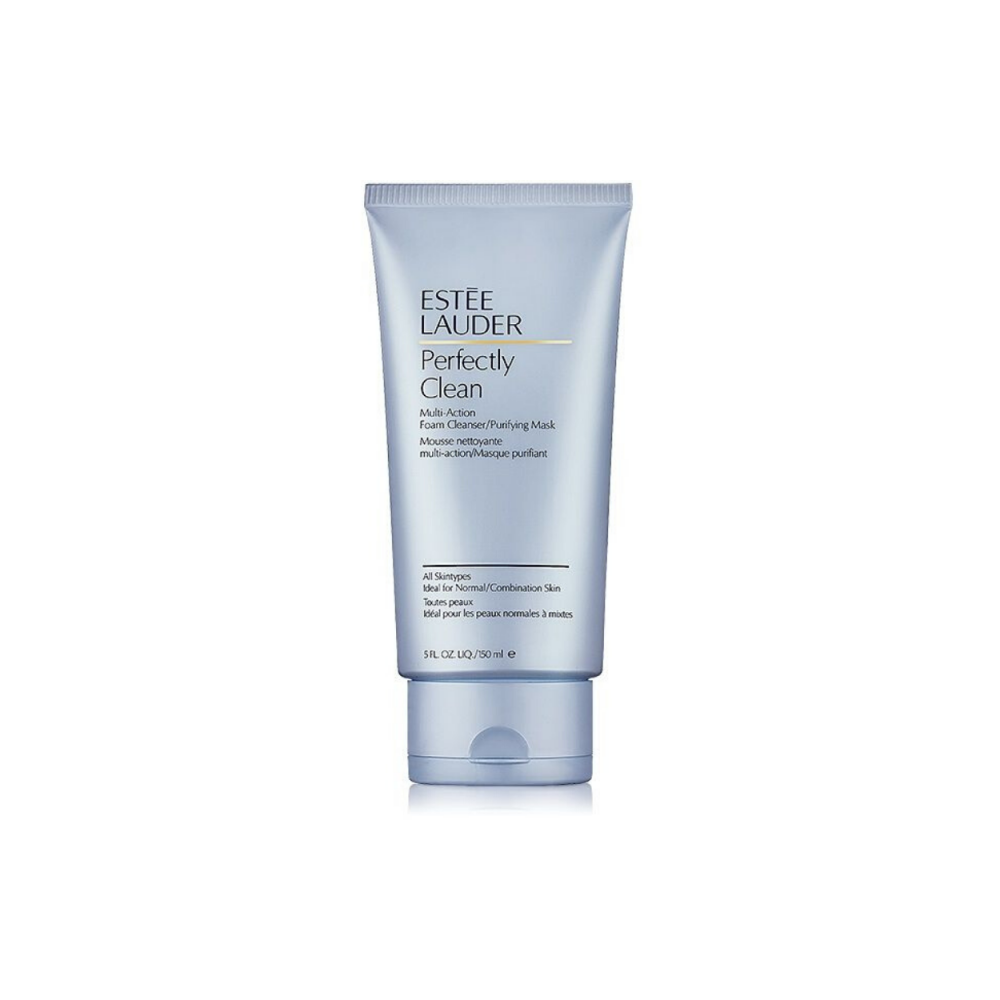 ESTĒE
LAUDER
Perfectly
Clean
Multi-Action
Foam Cleanser/Purifying Mask
Mousse nettoyante
multi-action/Masque purifiant
All Skintypes
Ideal for Normal/Combination Skin
Toutes peaux
Idéal pour les peaux normales à mixtes
5 FL. OZ. LIQ./150 ml e